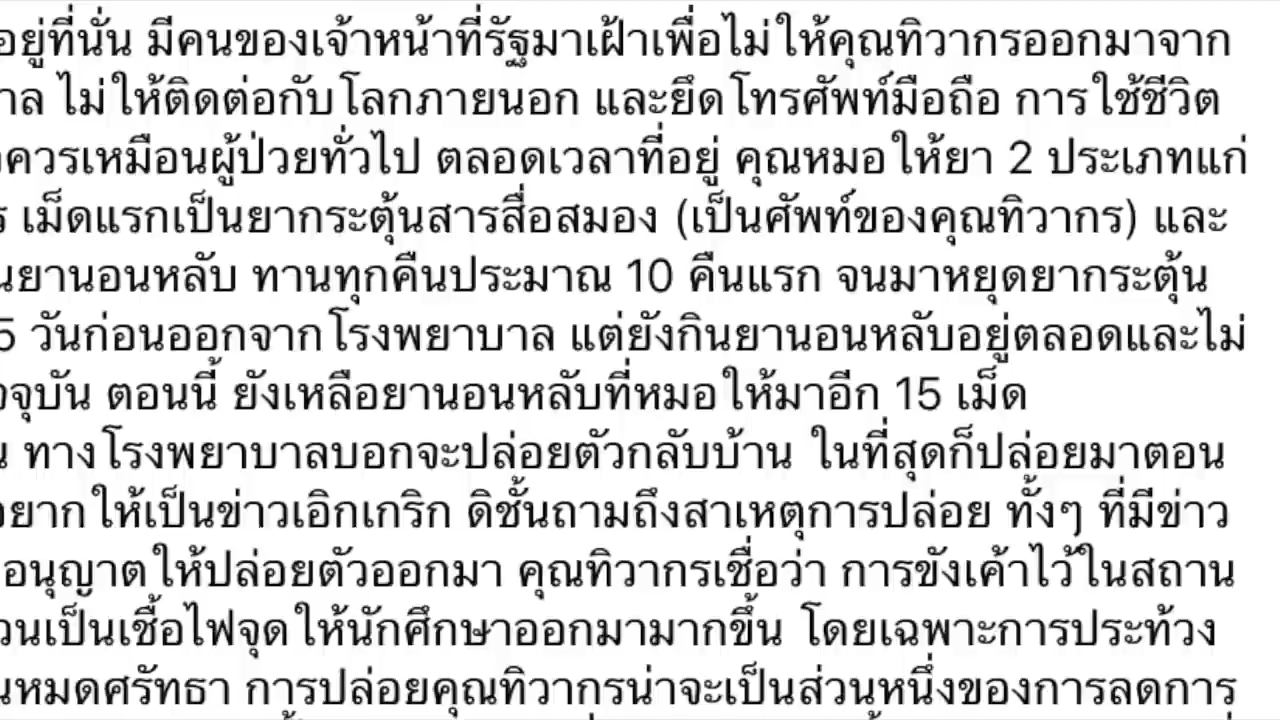 อยู่ที่นั่น มีคนของเจ้าหน้าที่รัฐมาเฝ้าเพื่อไม่ให้คุณทิวากรออกมาจาก
าล ไม่ให้ติดต่อกับโลกภายนอก และยึดโทรศัพท์มือถือ การใช้ชีวิต
ควรเหมือนผู้ป่วยทั่วไป ตลอดเวลาที่อยู่ คุณหมอให้ยา 2 ประเภทแก่
ร เม็ดแรกเป็นยากระตุ้นสารสื่อสมอง (เป็นศัพท์ของคุณทิวากร) และ
นยานอนหลับ ทานทุกคืนประมาณ 10 คืนแรก จนมาหยุดยากระตุ้น
5 วันก่อนออกจากโรงพยาบาล แต่ยังกินยานอนหลับอยู่ตลอดและไม่
จจุบัน ตอนนี้ ยังเหลือยานอนหลับที่หมอให้มาอีก 15 เม็ด
น ทางโรงพยาบาลบอกจะปล่อยตัวกลับบ้าน ในที่สุดก็ปล่อยมาตอน
อยากให้เป็นข่าวเอิกเกริก ดิชั้นถามถึงสาเหตุการปล่อย ทั้งๆ ที่มีข่าว
อนุญาตให้ปล่อยตัวออกมา คุณทิวากรเชื่อว่า การขังเค้าไว้ในสถาน
วนเป็นเชื้อไฟจุดให้นักศึกษาออกมามากขึ้น โดยเฉพาะการประท้วง
นหมดศรัทธา การปล่อยคุณทิวากรน่าจะเป็นส่วนหนึ่งของการลดการ